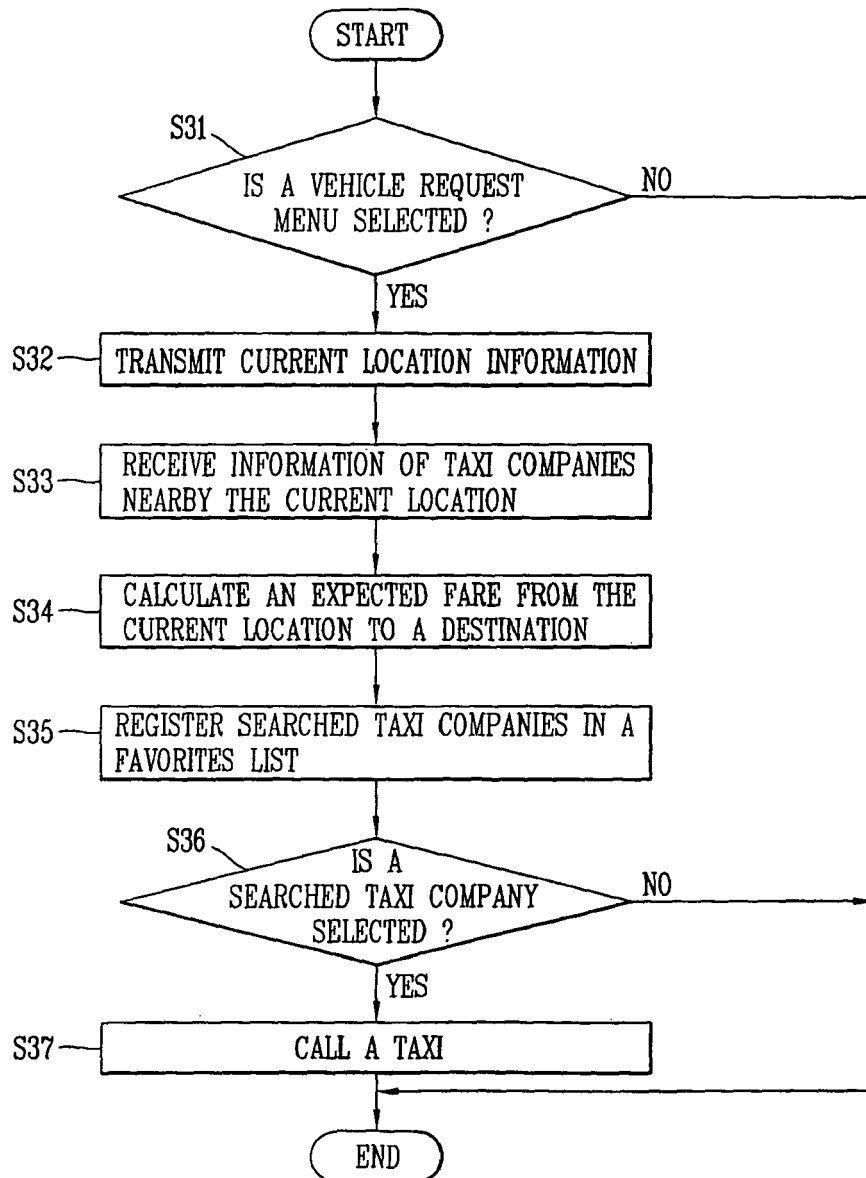 START
S31
IS A VEHICLE REQUEST
MENU SELECTED ?
NO
YES
S32
TRANSMIT CURRENT LOCATION INFORMATION
S33
RECEIVE INFORMATION OF TAXI COMPANIES
NEARBY THE CURRENT LOCATION
S34
CALCULATE AN EXPECTED FARE FROM THE
CURRENT LOCATION TO A DESTINATION
S35
REGISTER SEARCHED TAXI COMPANIES IN A
FAVORITES LIST
S36
IS A
SEARCHED TAXI COMPANY
SELECTED ?
NO
YES
S37
CALL A TAXI
END